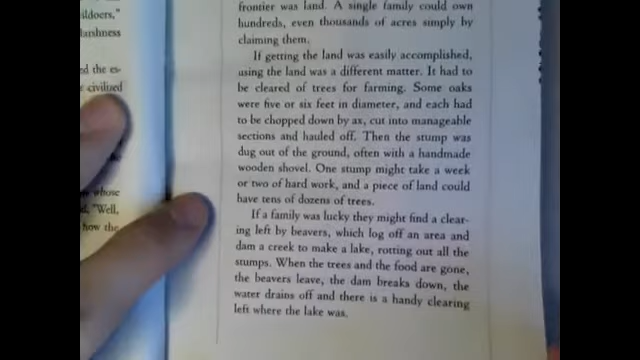 ildoers,"
arshness
d the es-
civilized
whose
"Well,
how the
frontier was land. A single family could own
hundreds, even thousands of acres simply by
claiming them.
If getting the land was easily accomplished,
using the land was a different matter. It had to
be cleared of trees for farming. Some oaks
were five or six feet in diameter, and each had
to be chopped down by ax, cut into manageable
sections and hauled off. Then the stump was
dug out of the ground, often with a handmade
wooden shovel. One stump might take a week
or two of hard work, and a piece of land could
have tens of dozens of trees.
If a family was lucky they might find a clear-
ing left by beavers, which log off an area and
dam a creek to make a lake, rotting out all the
stumps. When the trees and the food are gone,
the beavers leave, the dam breaks down, the
water drains off and there is a handy clearing
left where the lake was.